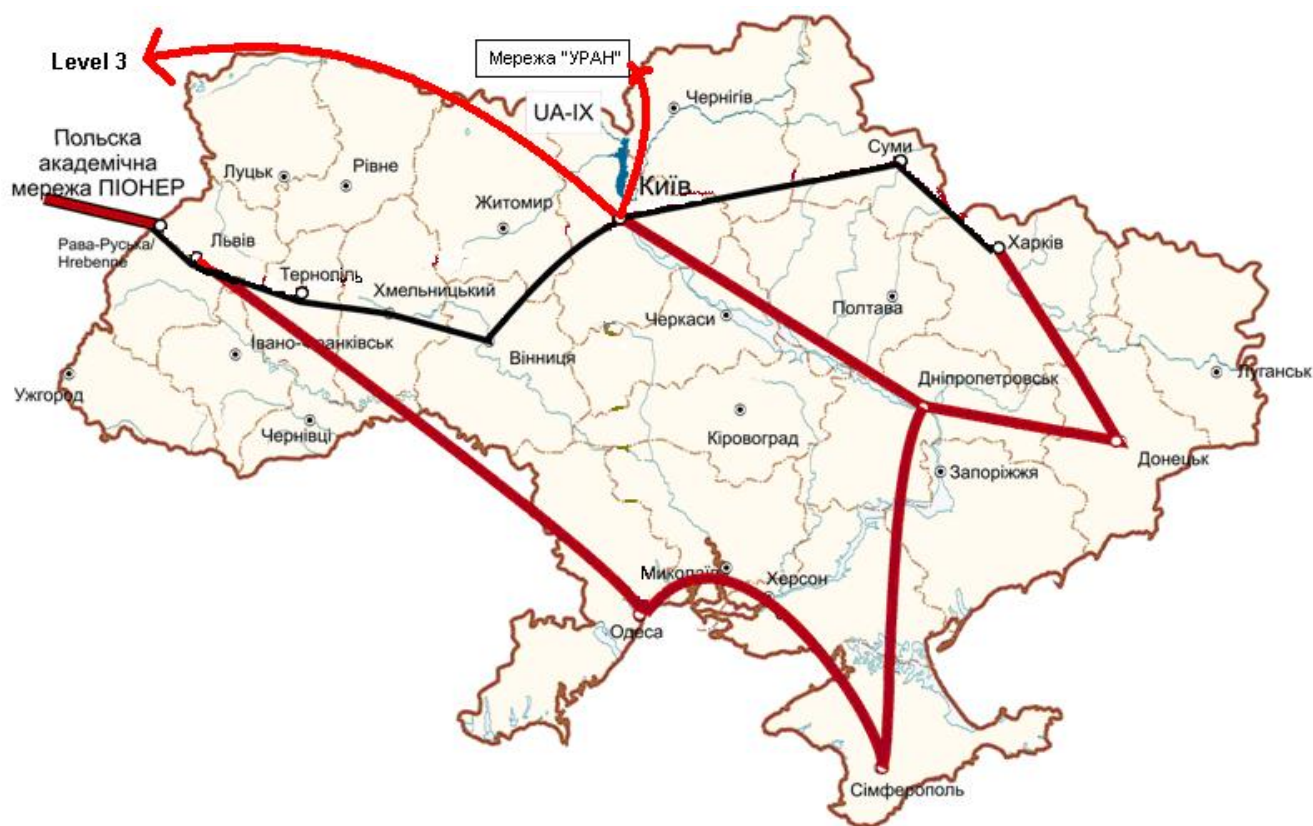 Level 3
Мережа "УРАН"
UA-IX
Чернігів
Польска
академічна
мережа ПІОНЕР
Луцьк
Рівне
Суми
Київ
Житомир
Рава-Руська/
Hrebenne
Львів
Тернопіль
Харків
Хмельницький
Полтава
Черкаси
Івано-Франківськ
Вінниця
Ужгород
Луганськ
Дніпропетровськ
Чернівці
Кіровоград
Донецьк
Запоріжжя
Миколаїв
Херсон
Одеса
Сімферополь